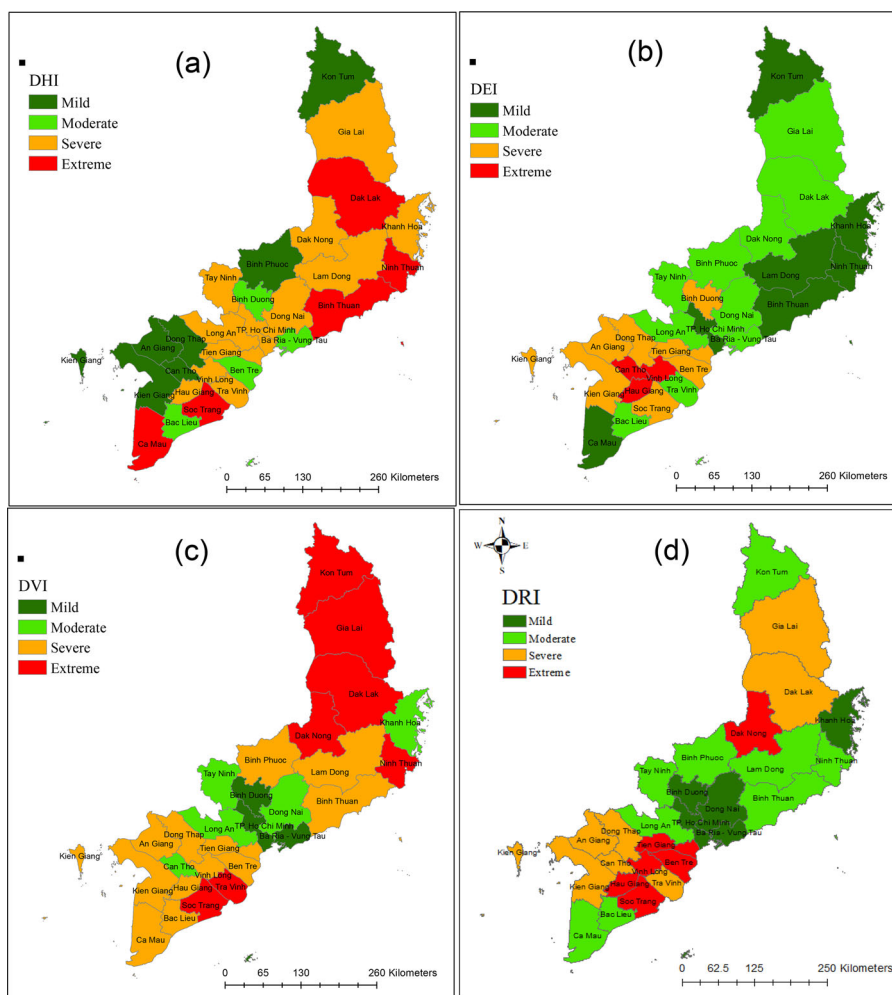 (a)
DHI
Mild
Moderate
Severe
Extreme
Kon Tum
Gia Lai
Dak Lak
Khanh Hoa
Dak Nong
Binh Phuoc
Ninh Thuan
Lam Dong
Tay Ninh
Binh Duong
Binh Thuan
Dong Nai
Long An
TP. Ho Chi Minh
Dong Thap
Ba Ria - Vung Tau
An Giang
Tien Giang
Kien Giang
Can Tho
Ben Tre
Vinh Long
Kien Giang
Hau Giang
Tra Vinh
Soc Trang
Bac Lieu
Ca Mau
0 65 130 260 Kilometers
(b)
DEI
Mild
Moderate
Severe
Extreme
Kon Tum
Gia Lai
Dak Lak
Khanh Hoa
Dak Nong
Binh Phuoc
Ninh Thuan
Lam Dong
Tay Ninh
Binh Duong
Binh Thuan
Dong Nai
Long An
TP. Ho Chi Minh
Dong Thap
Ba Ria - Vung Tau
An Giang
Tien Giang
Kien Giang
Can Tho
Ben Tre
Vinh Long
Kien Giang
Hau Giang
Tra Vinh
Soc Trang
Bac Lieu
Ca Mau
0 65 130 260 Kilometers
(c)
DVI
Mild
Moderate
Severe
Extreme
Kon Tum
Gia Lai
Dak Lak
Khanh Hoa
Dak Nong
Binh Phuoc
Ninh Thuan
Lam Dong
Tay Ninh
Binh Duong
Binh Thuan
Dong Nai
Long An
TP. Ho Chi Minh
Dong Thap
Ba Ria - Vung Tau
An Giang
Tien Giang
Kien Giang
Can Tho
Ben Tre
Vinh Long
Kien Giang
Hau Giang
Tra Vinh
Soc Trang
Bac Lieu
Ca Mau
0 65 130 260 Kilometers
(d)
N
W E
S
DRI
Mild
Moderate
Severe
Extreme
Kon Tum
Gia Lai
Dak Lak
Khanh Hoa
Dak Nong
Binh Phuoc
Ninh Thuan
Lam Dong
Tay Ninh
Binh Duong
Binh Thuan
Dong Nai
Long An
TP. Ho Chi Minh
Dong Thap
Ba Ria - Vung Tau
An Giang
Tien Giang
Kien Giang
Can Tho
Ben Tre
Vinh Long
Kien Giang
Hau Giang
Tra Vinh
Soc Trang
Bac Lieu
Ca Mau
0 62.5 125 250 Kilometers